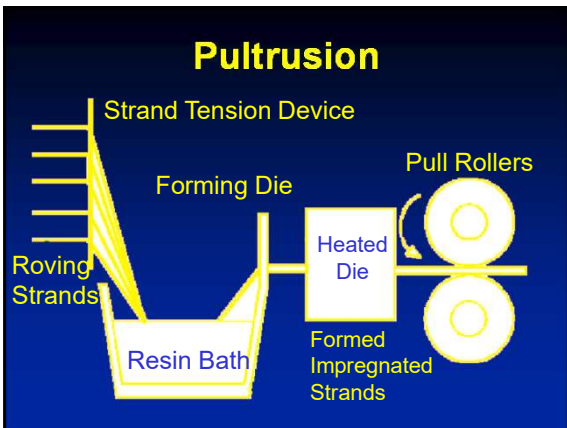 Pultrusion
Strand Tension Device
Pull Rollers
Forming Die
Heated
Die
Roving
Strands
Resin Bath
Formed
Impregnated
Strands